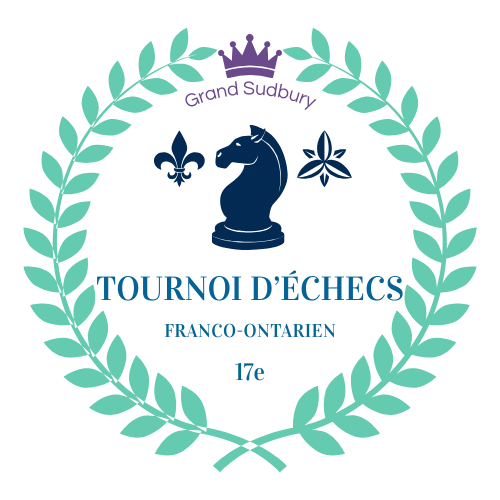 Grand Sudbury
TOURNOI D'ÉCHECS
FRANCO-ONTARIEN
17e